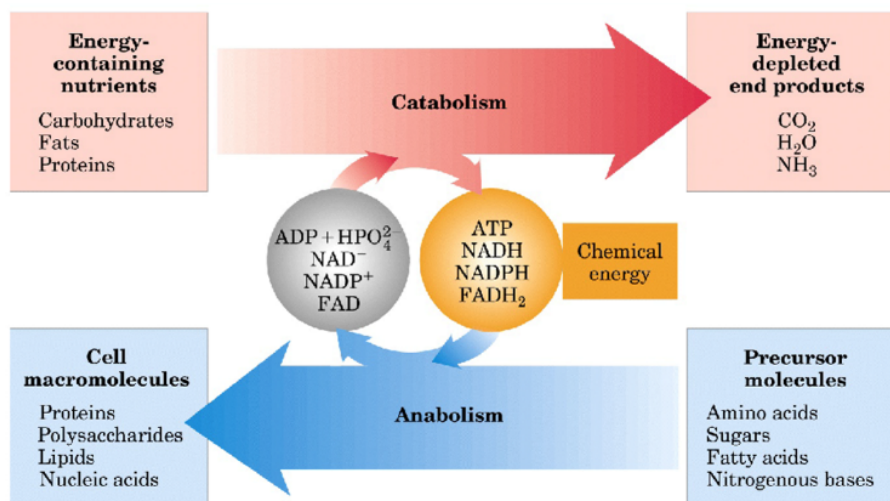 Energy-
containing
nutrients
Carbohydrates
Fats
Proteins
Catabolism
Energy-
depleted
end products
CO₂
H₂O
NH₃
ADP + HPO₄²⁻
NAD⁻
NADP⁺
FAD
ATP
NADH
NADPH
FADH₂
Chemical
energy
Cell
macromolecules
Proteins
Polysaccharides
Lipids
Nucleic acids
Anabolism
Precursor
molecules
Amino acids
Sugars
Fatty acids
Nitrogenous bases